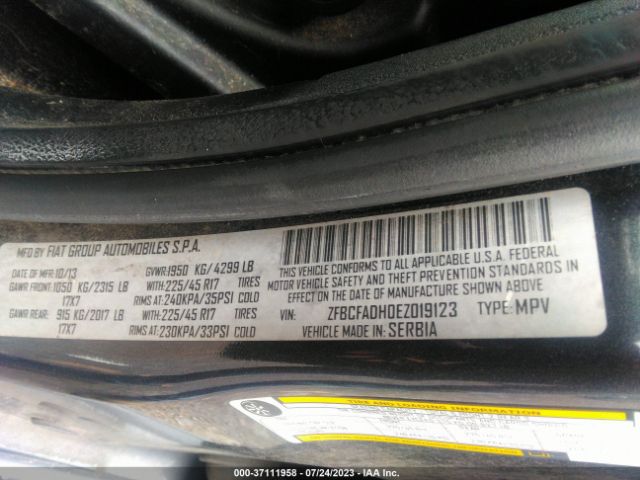 MFD BY FIAT GROUP AUTOMOBILES S.P.A.
DATE OF MFR: 10/13 GVWR: 1950 KG/ 4299 LB
GAWR FRONT: 1050 KG/ 2315 LB WITH: 225/45 R17 TIRES
17X7 RIMS AT: 240KPA/35PSI COLD
GAWR REAR: 915 KG/2017 LB WITH: 225/45 R17 TIRES
17X7 RIMS AT: 230KPA/33PSI COLD
THIS VEHICLE CONFORMS TO ALL APPLICABLE U.S.A. FEDERAL
MOTOR VEHICLE SAFETY AND THEFT PREVENTION STANDARDS IN
EFFECT ON THE DATE OF MANUFACTURE SHOWN ABOVE.
VIN: ZFBCFADH0EZ019123 TYPE: MPV
VEHICLE MADE IN: SERBIA
TIRE AND LOADING INFORMATION
000-37111958 - 07/24/2023 - IAA Inc.